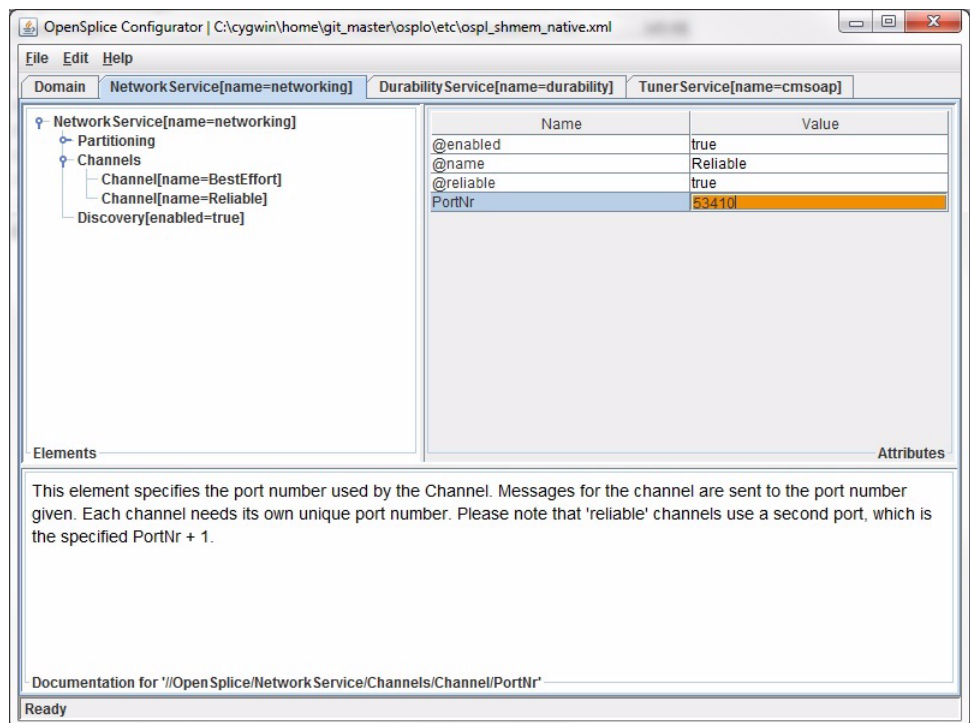 OpenSplice Configurator | C:\cygwin\home\git_master\osplo\etc\ospl_shmem_native.xml
File Edit Help
Domain NetworkService[name=networking] DurabilityService[name=durability] TunerService[name=cmsoap]
NetworkService[name=networking]
Partitioning
Channels
Channel[name=BestEffort]
Channel[name=Reliable]
Discovery[enabled=true]
Elements
Name Value
@enabled true
@name Reliable
@reliable true
PortNr 53410
Attributes
This element specifies the port number used by the Channel. Messages for the channel are sent to the port number
given. Each channel needs its own unique port number. Please note that 'reliable' channels use a second port, which is
the specified PortNr + 1.
Documentation for '//OpenSplice/NetworkService/Channels/Channel/PortNr'
Ready